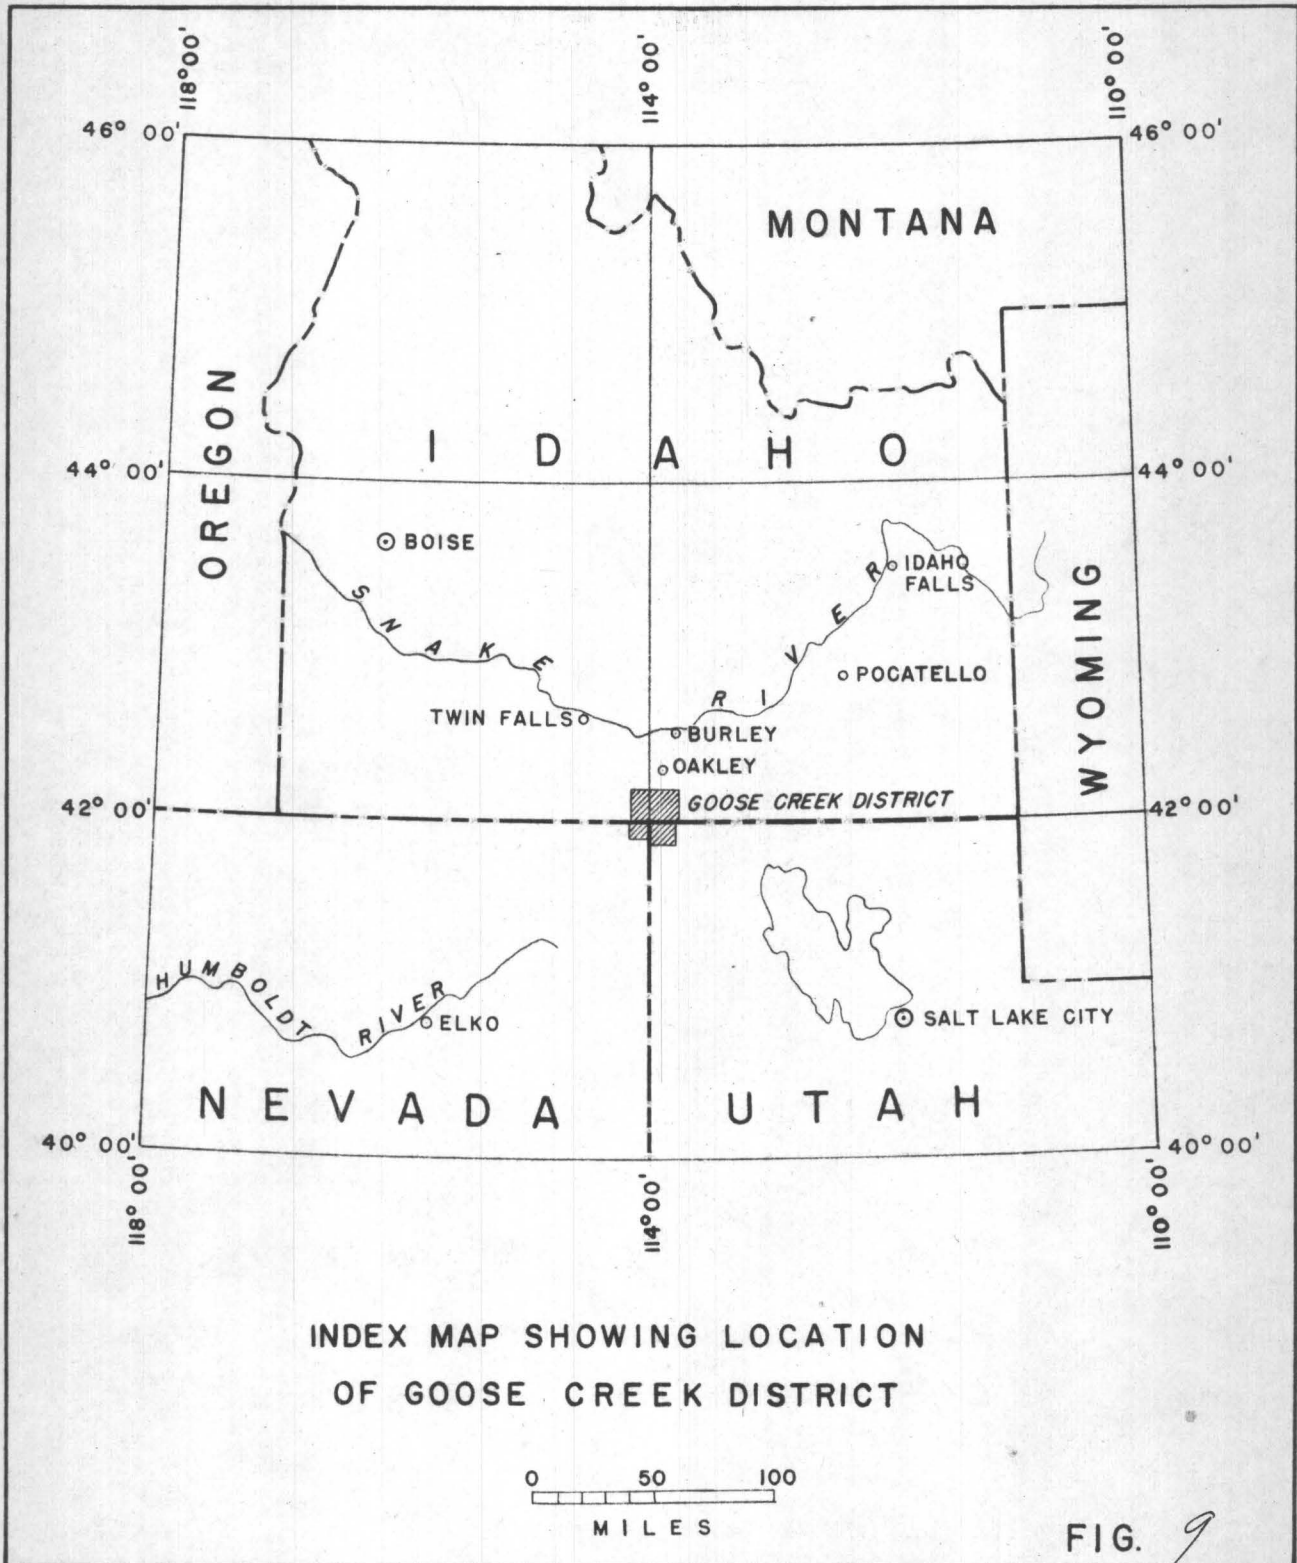 118°00'
114°00'
110°00'
46° 00'
46° 00'
MONTANA
OREGON
IDAHO
44° 00'
44° 00'
BOISE
IDAHO
FALLS
SNAKE RIVER
WYOMING
POCATELLO
TWIN FALLS
BURLEY
OAKLEY
GOOSE CREEK DISTRICT
42° 00'
42° 00'
HUMBOLDT RIVER
ELKO
SALT LAKE CITY
NEVADA
UTAH
40° 00'
40° 00'
118° 00'
114°00'
110° 00'
INDEX MAP SHOWING LOCATION
OF GOOSE CREEK DISTRICT
0 50 100
MILES
FIG. 9